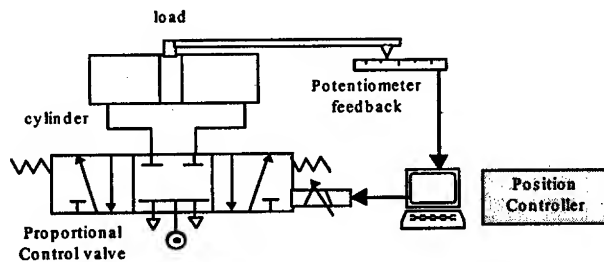 load
Potentiometer
feedback
cylinder
Position
Controller
Proportional
Control valve